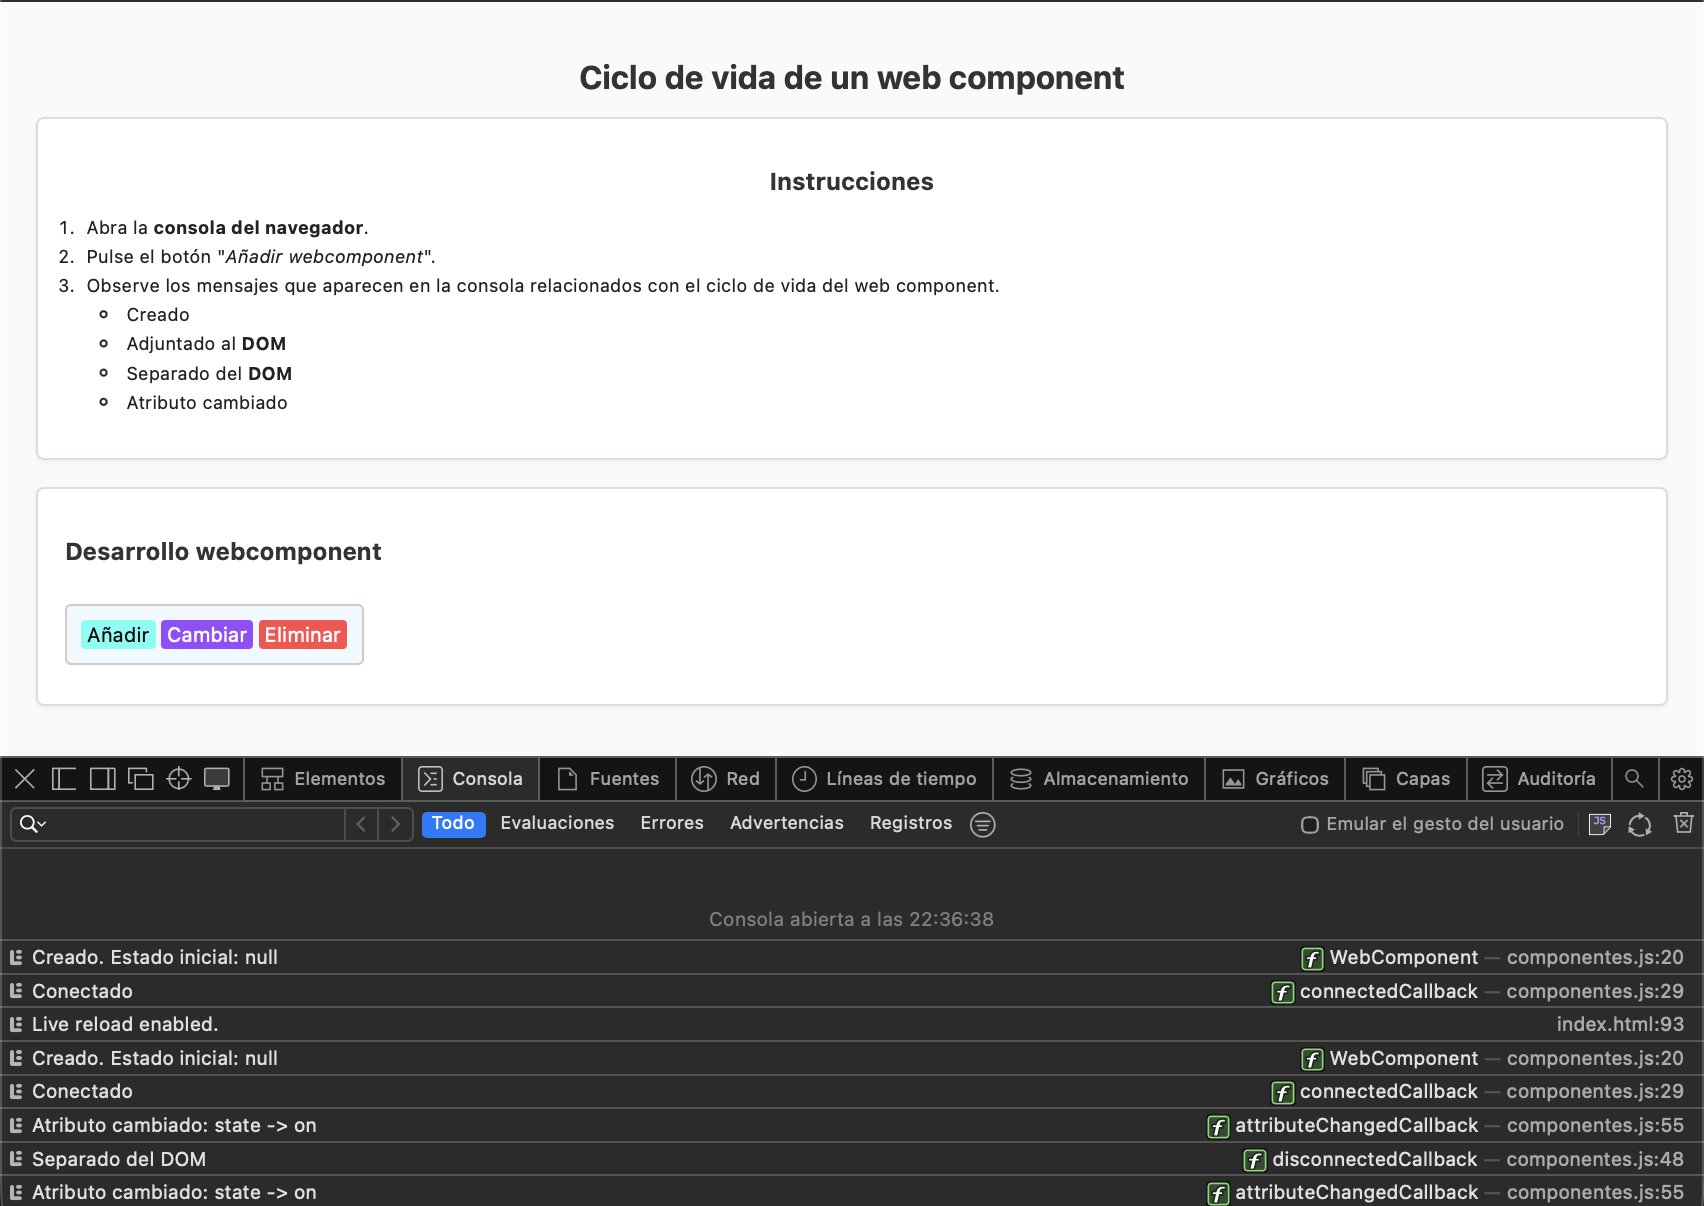 Ciclo de vida de un web component
Instrucciones
1. Abra la consola del navegador.
2. Pulse el botón "Añadir webcomponent".
3. Observe los mensajes que aparecen en la consola relacionados con el ciclo de vida del web component.
Creado
Adjuntado al DOM
Separado del DOM
Atributo cambiado
Desarrollo webcomponent
Añadir Cambiar Eliminar
Elementos Consola Fuentes Red Líneas de tiempo Almacenamiento Gráficos Capas Auditoría
Todo Evaluaciones Errores Advertencias Registros Emular el gesto del usuario JS
Consola abierta a las 22:36:38
Creado. Estado inicial: null f WebComponent — componentes.js:20
Conectado f connectedCallback — componentes.js:29
Live reload enabled. index.html:93
Creado. Estado inicial: null f WebComponent — componentes.js:20
Conectado f connectedCallback — componentes.js:29
Atributo cambiado: state -> on f attributeChangedCallback — componentes.js:55
Separado del DOM f disconnectedCallback — componentes.js:48
Atributo cambiado: state -> on f attributeChangedCallback — componentes.js:55